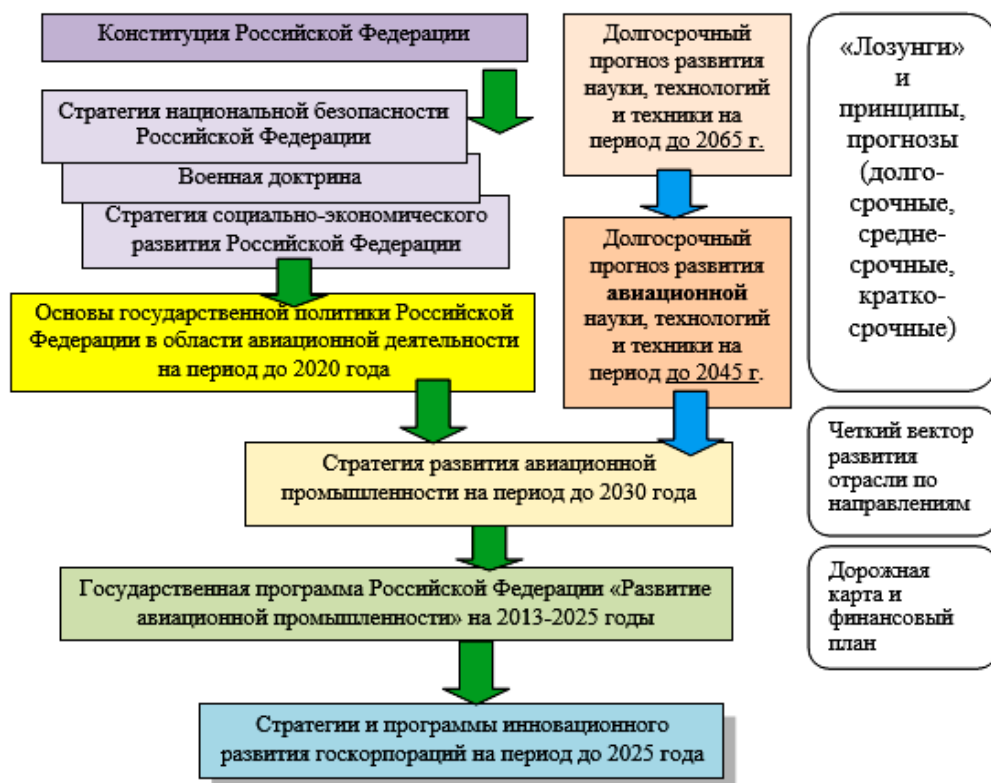 Конституция Российской Федерации
Стратегия национальной безопасности
Российской Федерации
Военная доктрина
Стратегия социально-экономического
развития Российской Федерации
Основы государственной политики Российской
Федерации в области авиационной деятельности
на период до 2020 года
Долгосрочный
прогноз развития
науки, технологий
и техники на
период до 2065 г.
Долгосрочный
прогноз развития
авиационной
науки, технологий
и техники на
период до 2045 г.
Стратегия развития авиационной
промышленности на период до 2030 года
Государственная программа Российской Федерации «Развитие
авиационной промышленности» на 2013-2025 годы
Стратегии и программы инновационного
развития госкорпораций на период до 2025 года
«Лозунги»
и
принципы,
прогнозы
(долго-
срочные,
средне-
срочные,
кратко-
срочные)
Четкий вектор
развития
отрасли по
направлениям
Дорожная
карта и
финансовый
план